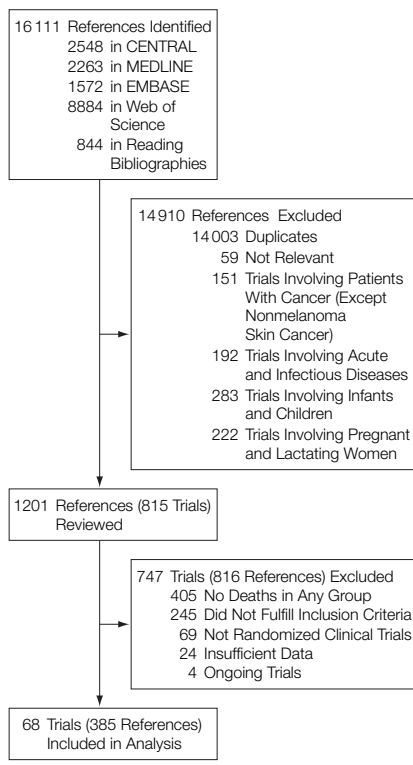 16 111 References Identified
2548 in CENTRAL
2263 in MEDLINE
1572 in EMBASE
8884 in Web of
Science
844 in Reading
Bibliographies
14 910 References Excluded
14 003 Duplicates
59 Not Relevant
151 Trials Involving Patients
With Cancer (Except
Nonmelanoma
Skin Cancer)
192 Trials Involving Acute
and Infectious Diseases
283 Trials Involving Infants
and Children
222 Trials Involving Pregnant
and Lactating Women
1201 References (815 Trials)
Reviewed
747 Trials (816 References) Excluded
405 No Deaths in Any Group
245 Did Not Fulfill Inclusion Criteria
69 Not Randomized Clinical Trials
24 Insufficient Data
4 Ongoing Trials
68 Trials (385 References)
Included in Analysis